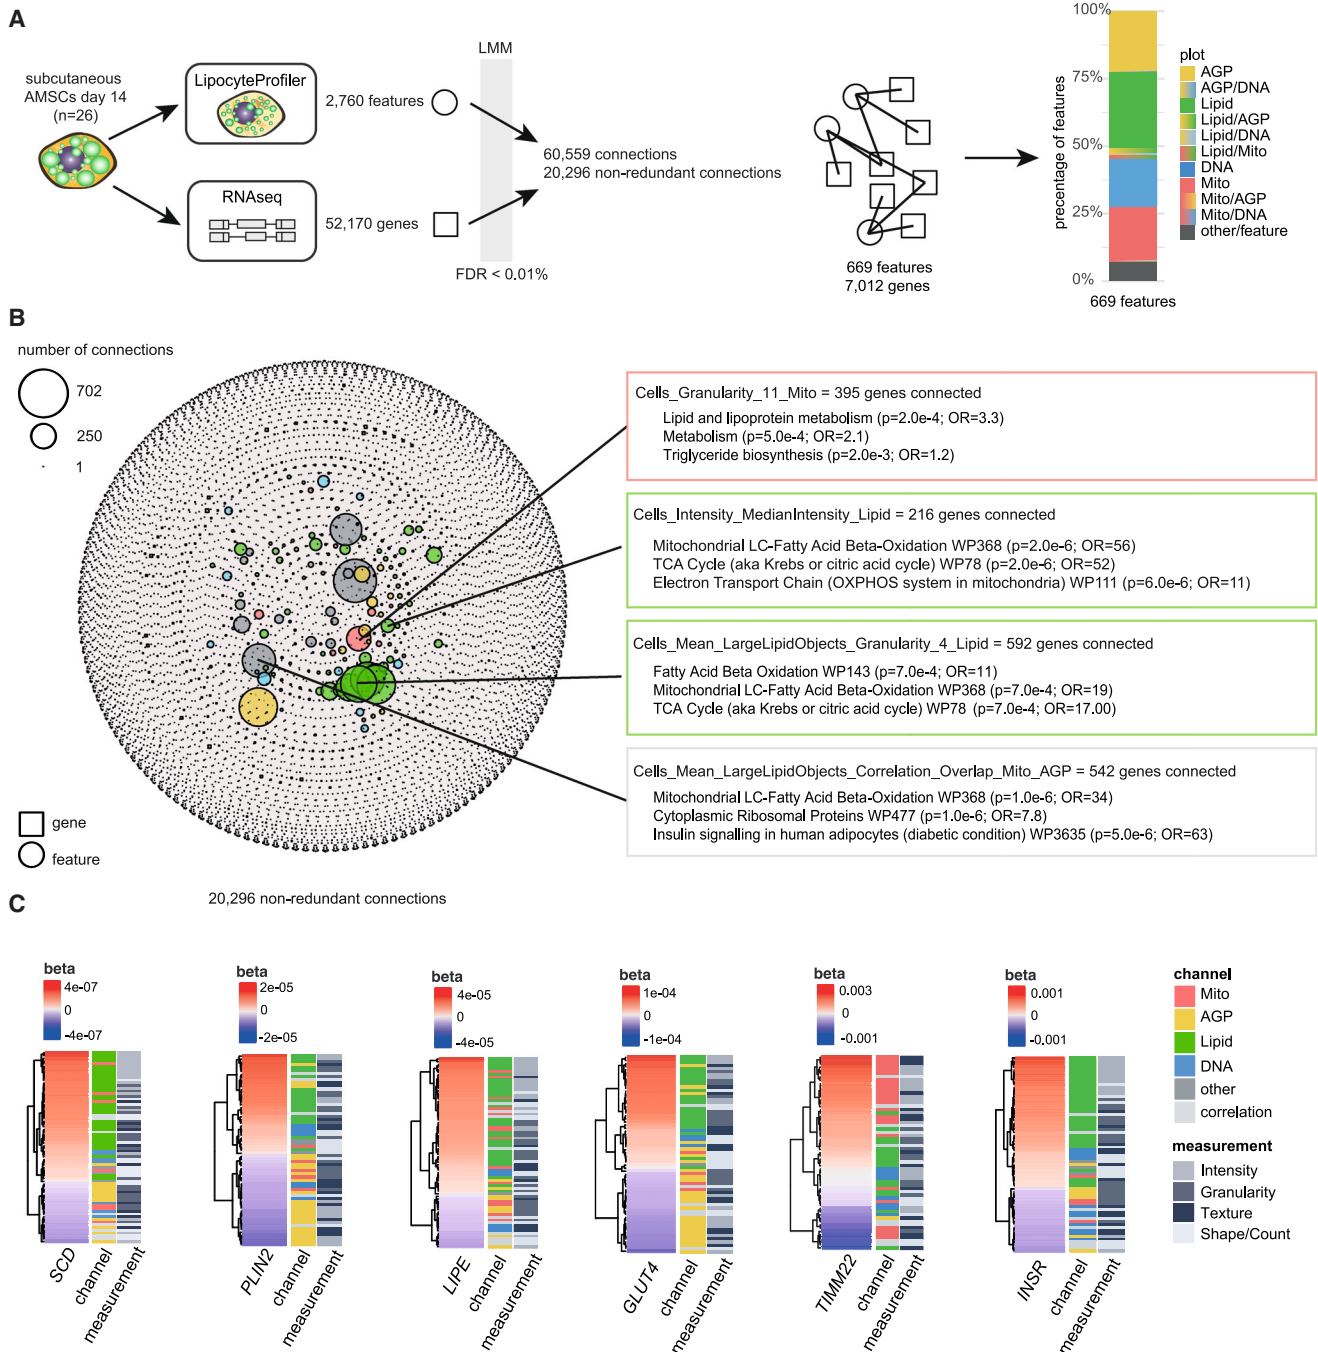 A
subcutaneous
AMSCs day 14
(n=26)
LipocyteProfiler
2,760 features
RNAseq
52,170 genes
LMM
FDR < 0.01%
60,559 connections
20,296 non-redundant connections
669 features
7,012 genes
precentage of features
100%
75%
50%
25%
0%
669 features
plot
AGP
AGP/DNA
Lipid
Lipid/AGP
Lipid/DNA
Lipid/Mito
DNA
Mito
Mito/AGP
Mito/DNA
other/feature
B
number of connections
702
250
1
gene
feature
20,296 non-redundant connections
Cells_Granularity_11_Mito = 395 genes connected
Lipid and lipoprotein metabolism (p=2.0e-4; OR=3.3)
Metabolism (p=5.0e-4; OR=2.1)
Triglyceride biosynthesis (p=2.0e-3; OR=1.2)
Cells_Intensity_MedianIntensity_Lipid = 216 genes connected
Mitochondrial LC-Fatty Acid Beta-Oxidation WP368 (p=2.0e-6; OR=56)
TCA Cycle (aka Krebs or citric acid cycle) WP78 (p=2.0e-6; OR=52)
Electron Transport Chain (OXPHOS system in mitochondria) WP111 (p=6.0e-6; OR=11)
Cells_Mean_LargeLipidObjects_Granularity_4_Lipid = 592 genes connected
Fatty Acid Beta Oxidation WP143 (p=7.0e-4; OR=11)
Mitochondrial LC-Fatty Acid Beta-Oxidation WP368 (p=7.0e-4; OR=19)
TCA Cycle (aka Krebs or citric acid cycle) WP78 (p=7.0e-4; OR=17.00)
Cells_Mean_LargeLipidObjects_Correlation_Overlap_Mito_AGP = 542 genes connected
Mitochondrial LC-Fatty Acid Beta-Oxidation WP368 (p=1.0e-6; OR=34)
Cytoplasmic Ribosomal Proteins WP477 (p=1.0e-6; OR=7.8)
Insulin signalling in human adipocytes (diabetic condition) WP3635 (p=5.0e-6; OR=63)
C
beta
4e-07
0
-4e-07
SCD
channel
measurement
beta
2e-05
0
-2e-05
PLIN2
channel
measurement
beta
4e-05
0
-4e-05
LIPE
channel
measurement
beta
1e-04
0
-1e-04
GLUT4
channel
measurement
beta
0.003
0
-0.001
TIMM22
channel
measurement
beta
0.001
0
-0.001
INSR
channel
measurement
channel
Mito
AGP
Lipid
DNA
other
correlation
measurement
Intensity
Granularity
Texture
Shape/Count